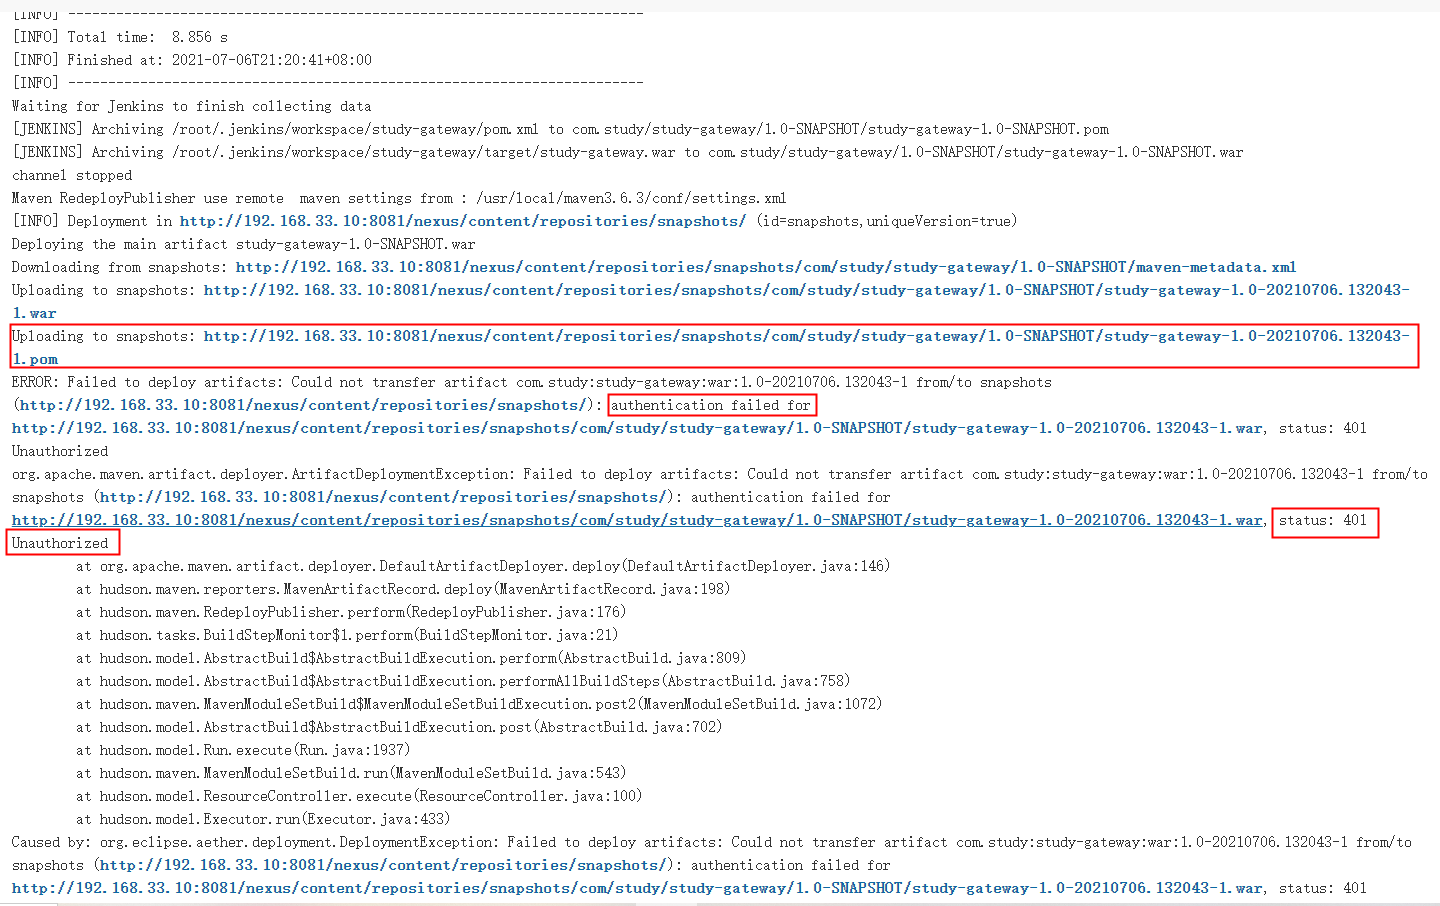 [INFO] ------------------------------------------------------------------------
[INFO] Total time:  8.856 s
[INFO] Finished at: 2021-07-06T21:20:41+08:00
[INFO] ------------------------------------------------------------------------
Waiting for Jenkins to finish collecting data
[JENKINS] Archiving /root/.jenkins/workspace/study-gateway/pom.xml to com.study/study-gateway/1.0-SNAPSHOT/study-gateway-1.0-SNAPSHOT.pom
[JENKINS] Archiving /root/.jenkins/workspace/study-gateway/target/study-gateway.war to com.study/study-gateway/1.0-SNAPSHOT/study-gateway-1.0-SNAPSHOT.war
channel stopped
Maven RedeployPublisher use remote  maven settings from : /usr/local/maven3.6.3/conf/settings.xml
[INFO] Deployment in http://192.168.33.10:8081/nexus/content/repositories/snapshots/ (id=snapshots,uniqueVersion=true)
Deploying the main artifact study-gateway-1.0-SNAPSHOT.war
Downloading from snapshots: http://192.168.33.10:8081/nexus/content/repositories/snapshots/com/study/study-gateway/1.0-SNAPSHOT/maven-metadata.xml
Uploading to snapshots: http://192.168.33.10:8081/nexus/content/repositories/snapshots/com/study/study-gateway/1.0-SNAPSHOT/study-gateway-1.0-20210706.132043-
1.war
Uploading to snapshots: http://192.168.33.10:8081/nexus/content/repositories/snapshots/com/study/study-gateway/1.0-SNAPSHOT/study-gateway-1.0-20210706.132043-
1.pom
ERROR: Failed to deploy artifacts: Could not transfer artifact com.study:study-gateway:war:1.0-20210706.132043-1 from/to snapshots
(http://192.168.33.10:8081/nexus/content/repositories/snapshots/): authentication failed for
http://192.168.33.10:8081/nexus/content/repositories/snapshots/com/study/study-gateway/1.0-SNAPSHOT/study-gateway-1.0-20210706.132043-1.war, status: 401
Unauthorized
org.apache.maven.artifact.deployer.ArtifactDeploymentException: Failed to deploy artifacts: Could not transfer artifact com.study:study-gateway:war:1.0-20210706.132043-1 from/to
snapshots (http://192.168.33.10:8081/nexus/content/repositories/snapshots/): authentication failed for
http://192.168.33.10:8081/nexus/content/repositories/snapshots/com/study/study-gateway/1.0-SNAPSHOT/study-gateway-1.0-20210706.132043-1.war, status: 401
Unauthorized
at org.apache.maven.artifact.deployer.DefaultArtifactDeployer.deploy(DefaultArtifactDeployer.java:146)
at hudson.maven.reporters.MavenArtifactRecord.deploy(MavenArtifactRecord.java:198)
at hudson.maven.RedeployPublisher.perform(RedeployPublisher.java:176)
at hudson.tasks.BuildStepMonitor$1.perform(BuildStepMonitor.java:21)
at hudson.model.AbstractBuild$AbstractBuildExecution.perform(AbstractBuild.java:809)
at hudson.model.AbstractBuild$AbstractBuildExecution.performAllBuildSteps(AbstractBuild.java:758)
at hudson.maven.MavenModuleSetBuild$MavenModuleSetBuildExecution.post2(MavenModuleSetBuild.java:1072)
at hudson.model.AbstractBuild$AbstractBuildExecution.post(AbstractBuild.java:702)
at hudson.model.Run.execute(Run.java:1937)
at hudson.maven.MavenModuleSetBuild.run(MavenModuleSetBuild.java:543)
at hudson.model.ResourceController.execute(ResourceController.java:100)
at hudson.model.Executor.run(Executor.java:433)
Caused by: org.eclipse.aether.deployment.DeploymentException: Failed to deploy artifacts: Could not transfer artifact com.study:study-gateway:war:1.0-20210706.132043-1 from/to
snapshots (http://192.168.33.10:8081/nexus/content/repositories/snapshots/): authentication failed for
http://192.168.33.10:8081/nexus/content/repositories/snapshots/com/study/study-gateway/1.0-SNAPSHOT/study-gateway-1.0-20210706.132043-1.war, status: 401